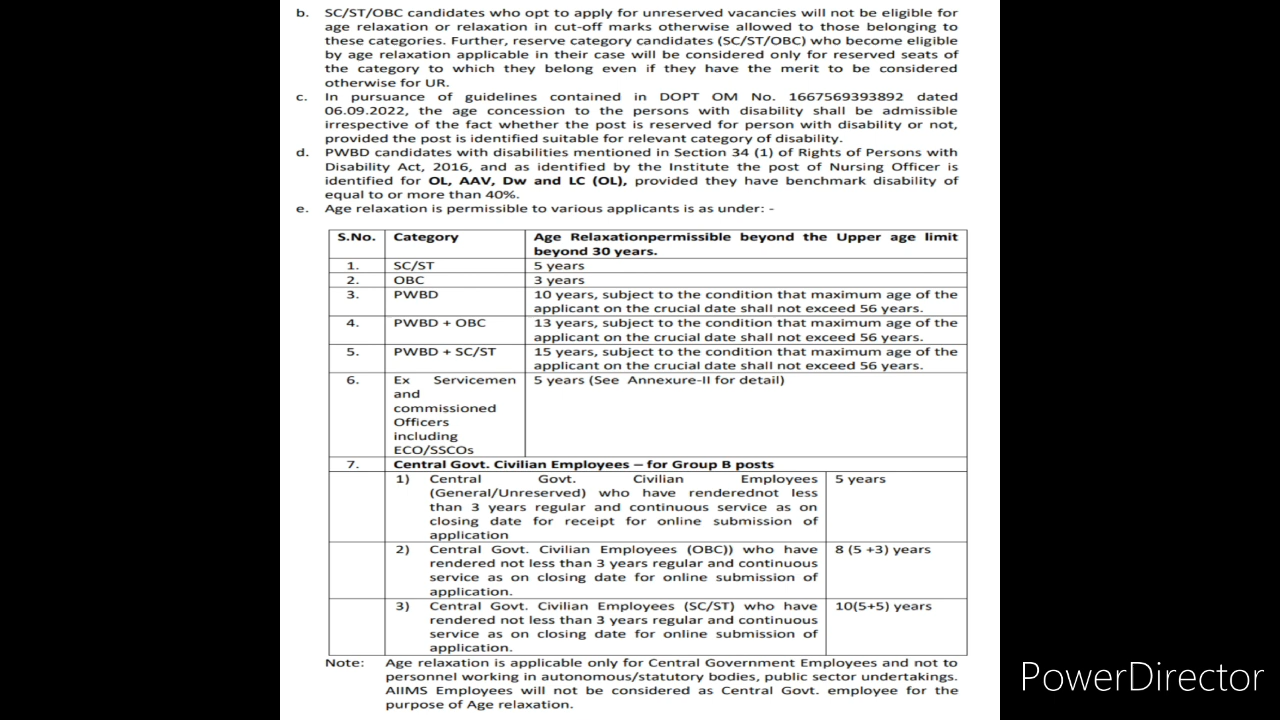 b. SC/ST/OBC candidates who opt to apply for unreserved vacancies will not be eligible for
age relaxation or relaxation in cut-off marks otherwise allowed to those belonging to
these categories. Further, reserve category candidates (SC/ST/OBC) who become eligible
by age relaxation applicable in their case will be considered only for reserved seats of
the category to which they belong even if they have the merit to be considered
otherwise for UR.
c. In pursuance of guidelines contained in DOPT OM No. 1667569393892 dated
06.09.2022, the age concession to the persons with disability shall be admissible
irrespective of the fact whether the post is reserved for person with disability or not,
provided the post is identified suitable for relevant category of disability.
d. PWBD candidates with disabilities mentioned in Section 34 (1) of Rights of Persons with
Disability Act, 2016, and as identified by the Institute the post of Nursing Officer is
identified for OL, AAV, Dw and LC (OL), provided they have benchmark disability of
equal to or more than 40%.
e. Age relaxation is permissible to various applicants is as under: -
S.No. Category Age Relaxationpermissible beyond the Upper age limit
beyond 30 years.
1. SC/ST 5 years
2. OBC 3 years
3. PWBD 10 years, subject to the condition that maximum age of the
applicant on the crucial date shall not exceed 56 years.
4. PWBD + OBC 13 years, subject to the condition that maximum age of the
applicant on the crucial date shall not exceed 56 years.
5. PWBD + SC/ST 15 years, subject to the condition that maximum age of the
applicant on the crucial date shall not exceed 56 years.
6. Ex Servicemen 5 years (See Annexure-II for detail)
and
commissioned
Officers
including
ECO/SSCOs
7. Central Govt. Civilian Employees – for Group B posts
1) Central Govt. Civilian Employees 5 years
(General/Unreserved) who have renderednot less
than 3 years regular and continuous service as on
closing date for receipt for online submission of
application
2) Central Govt. Civilian Employees (OBC)) who have 8 (5 +3) years
rendered not less than 3 years regular and continuous
service as on closing date for online submission of
application.
3) Central Govt. Civilian Employees (SC/ST) who have 10(5+5) years
rendered not less than 3 years regular and continuous
service as on closing date for online submission of
application.
Note: Age relaxation is applicable only for Central Government Employees and not to
personnel working in autonomous/statutory bodies, public sector undertakings.
AIIMS Employees will not be considered as Central Govt. employee for the
purpose of Age relaxation.
PowerDirector